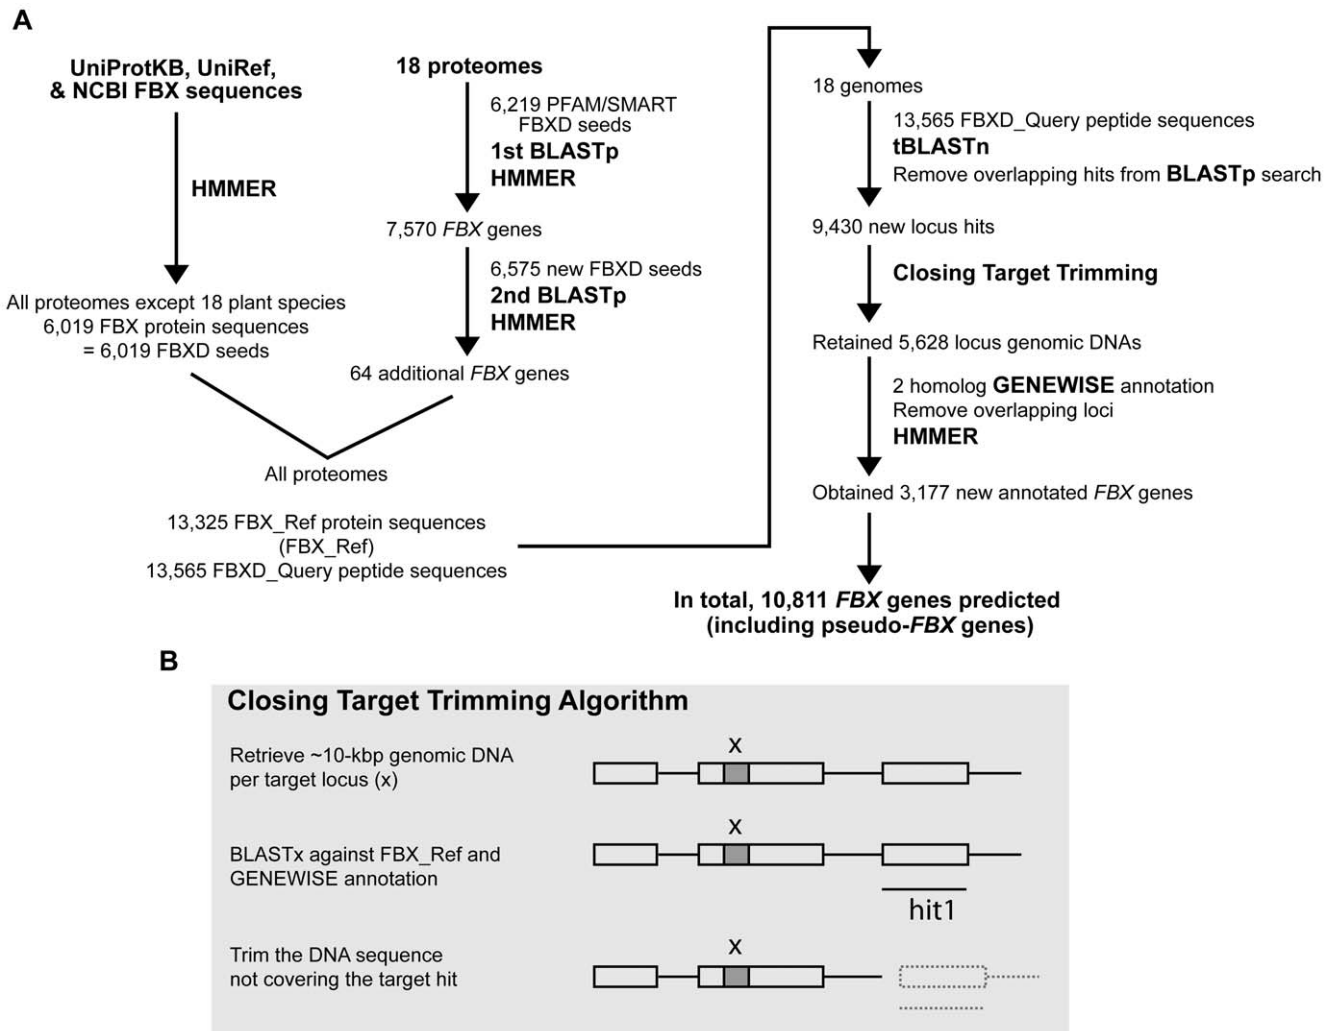 A
UniProtKB, UniRef,
& NCBI FBX sequences
HMMER
All proteomes except 18 plant species
6,019 FBX protein sequences
= 6,019 FBXD seeds
18 proteomes
6,219 PFAM/SMART
FBXD seeds
1st BLASTp
HMMER
7,570 FBX genes
6,575 new FBXD seeds
2nd BLASTp
HMMER
64 additional FBX genes
All proteomes
13,325 FBX_Ref protein sequences
(FBX_Ref)
13,565 FBXD_Query peptide sequences
18 genomes
13,565 FBXD_Query peptide sequences
tBLASTn
Remove overlapping hits from BLASTp search
9,430 new locus hits
Closing Target Trimming
Retained 5,628 locus genomic DNAs
2 homolog GENEWISE annotation
Remove overlapping loci
HMMER
Obtained 3,177 new annotated FBX genes
In total, 10,811 FBX genes predicted
(including pseudo-FBX genes)
B
Closing Target Trimming Algorithm
Retrieve ~10-kbp genomic DNA
per target locus (x)
x
BLASTx against FBX_Ref and
GENEWISE annotation
x
hit1
Trim the DNA sequence
not covering the target hit
x